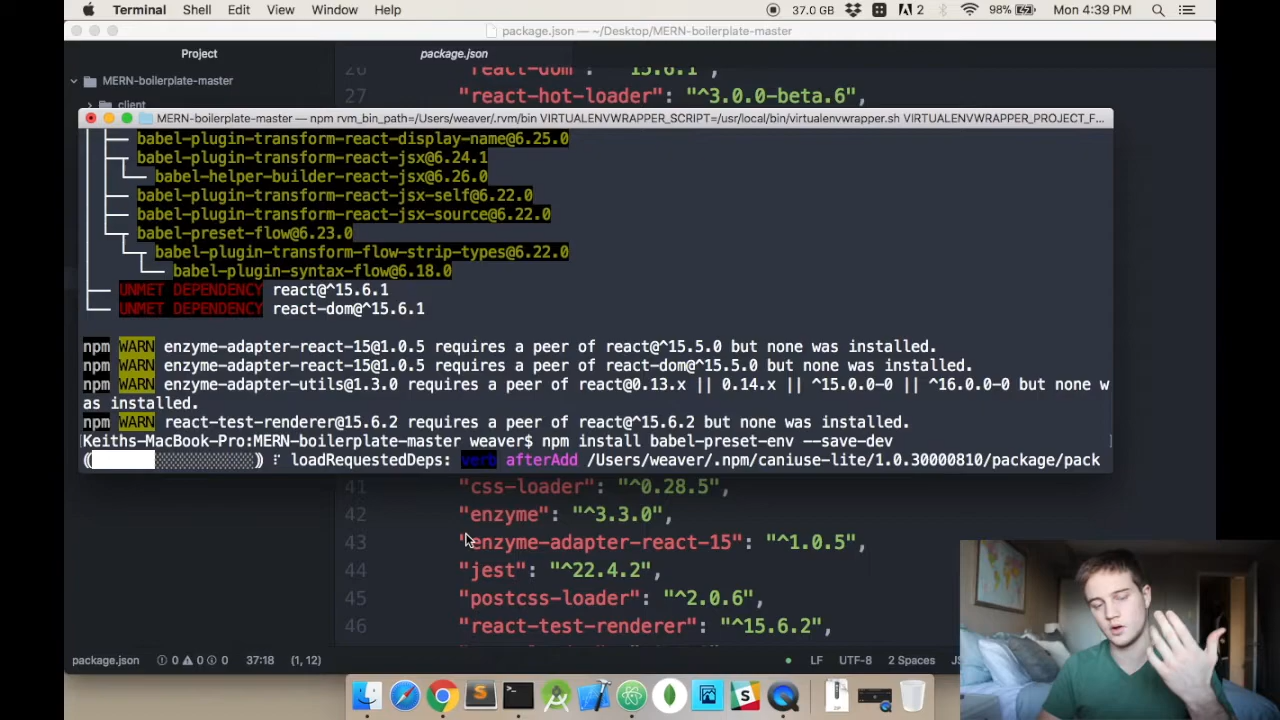 Terminal Shell Edit View Window Help 37.0 GB 2 98% Mon 4:39 PM
package.json — ~/Desktop/MERN-boilerplate-master
Project
package.json
MERN-boilerplate-master
client
26 "react-dom": "^15.6.1",
27 "react-hot-loader": "^3.0.0-beta.6",
MERN-boilerplate-master — npm rvm_bin_path=/Users/weaver/.rvm/bin VIRTUALENVWRAPPER_SCRIPT=/usr/local/bin/virtualenvwrapper.sh VIRTUALENVWRAPPER_PROJECT_F...
babel-plugin-transform-react-display-name@6.25.0
babel-plugin-transform-react-jsx@6.24.1
babel-helper-builder-react-jsx@6.26.0
babel-plugin-transform-react-jsx-self@6.22.0
babel-plugin-transform-react-jsx-source@6.22.0
babel-preset-flow@6.23.0
babel-plugin-transform-flow-strip-types@6.22.0
babel-plugin-syntax-flow@6.18.0
UNMET DEPENDENCY react@^15.6.1
UNMET DEPENDENCY react-dom@^15.6.1
npm WARN enzyme-adapter-react-15@1.0.5 requires a peer of react@^15.5.0 but none was installed.
npm WARN enzyme-adapter-react-15@1.0.5 requires a peer of react-dom@^15.5.0 but none was installed.
npm WARN enzyme-adapter-utils@1.3.0 requires a peer of react@0.13.x || 0.14.x || ^15.0.0-0 || ^16.0.0-0 but none w
as installed.
npm WARN react-test-renderer@15.6.2 requires a peer of react@^15.6.2 but none was installed.
Keiths-MacBook-Pro:MERN-boilerplate-master weaver$ npm install babel-preset-env --save-dev
loadRequestedDeps: verb afterAdd /Users/weaver/.npm/caniuse-lite/1.0.30000810/package/pack
41 "css-loader": "^0.28.5",
42 "enzyme": "^3.3.0",
43 "enzyme-adapter-react-15": "^1.0.5",
44 "jest": "^22.4.2",
45 "postcss-loader": "^2.0.6",
46 "react-test-renderer": "^15.6.2",
package.json 0 0 0 37:18 (1, 12) LF UTF-8 2 Spaces